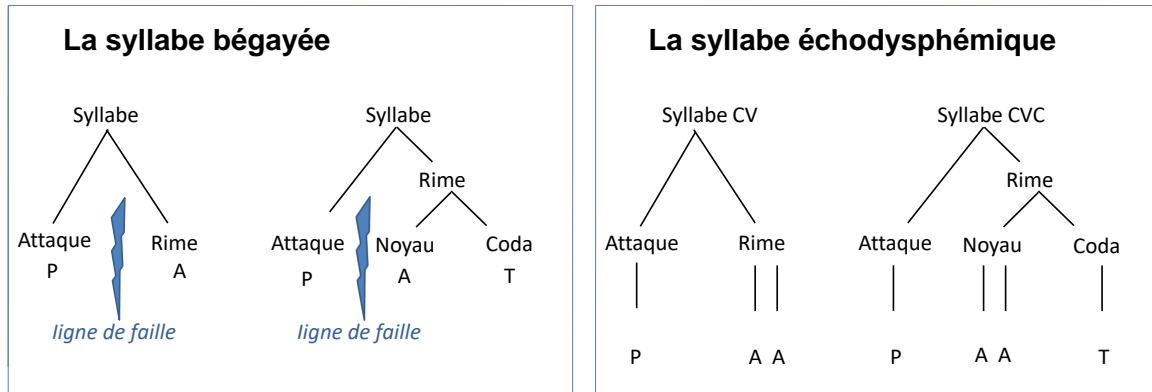 La syllabe bégayée
Syllabe
Syllabe
Rime
Attaque
Rime
Attaque
Noyau
Coda
P
A
P
A
T
ligne de faille
ligne de faille
La syllabe échodysphémique
Syllabe CV
Syllabe CVC
Rime
Attaque
Rime
Attaque
Noyau
Coda
P
A A
P
A A
T